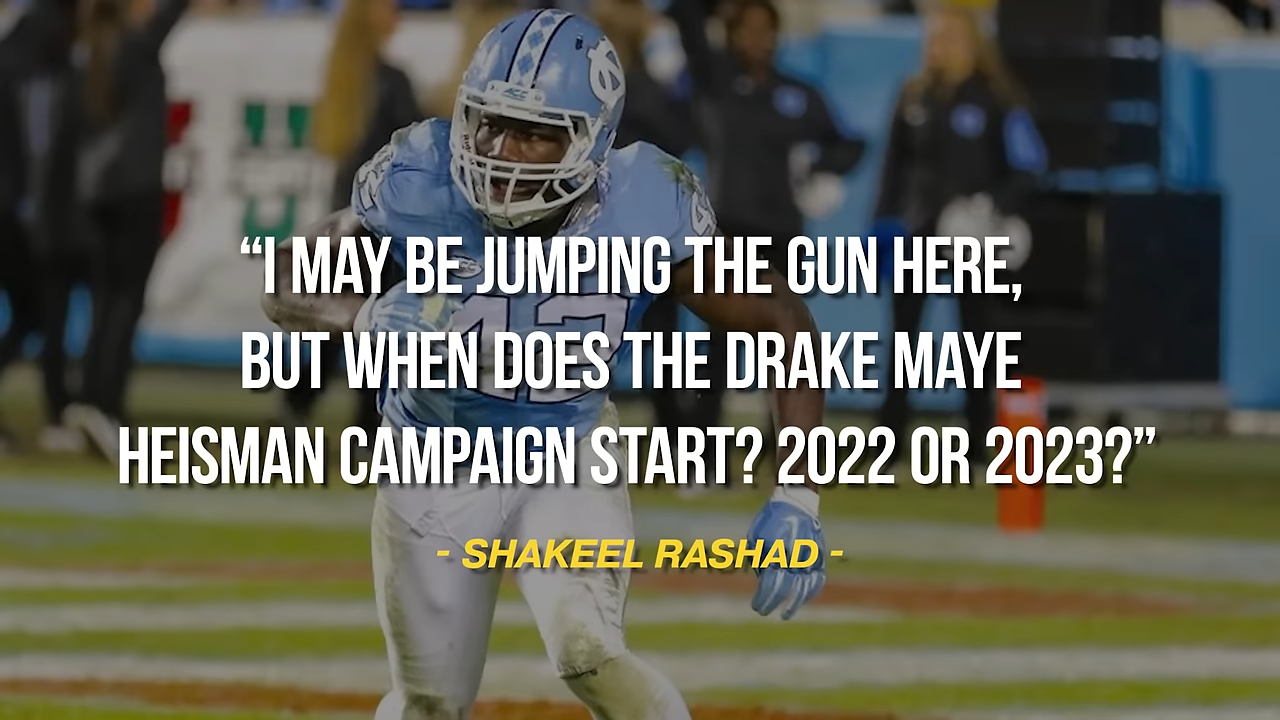 “I MAY BE JUMPING THE GUN HERE,
BUT WHEN DOES THE DRAKE MAYE
HEISMAN CAMPAIGN START? 2022 OR 2023?”
- SHAKEEL RASHAD -